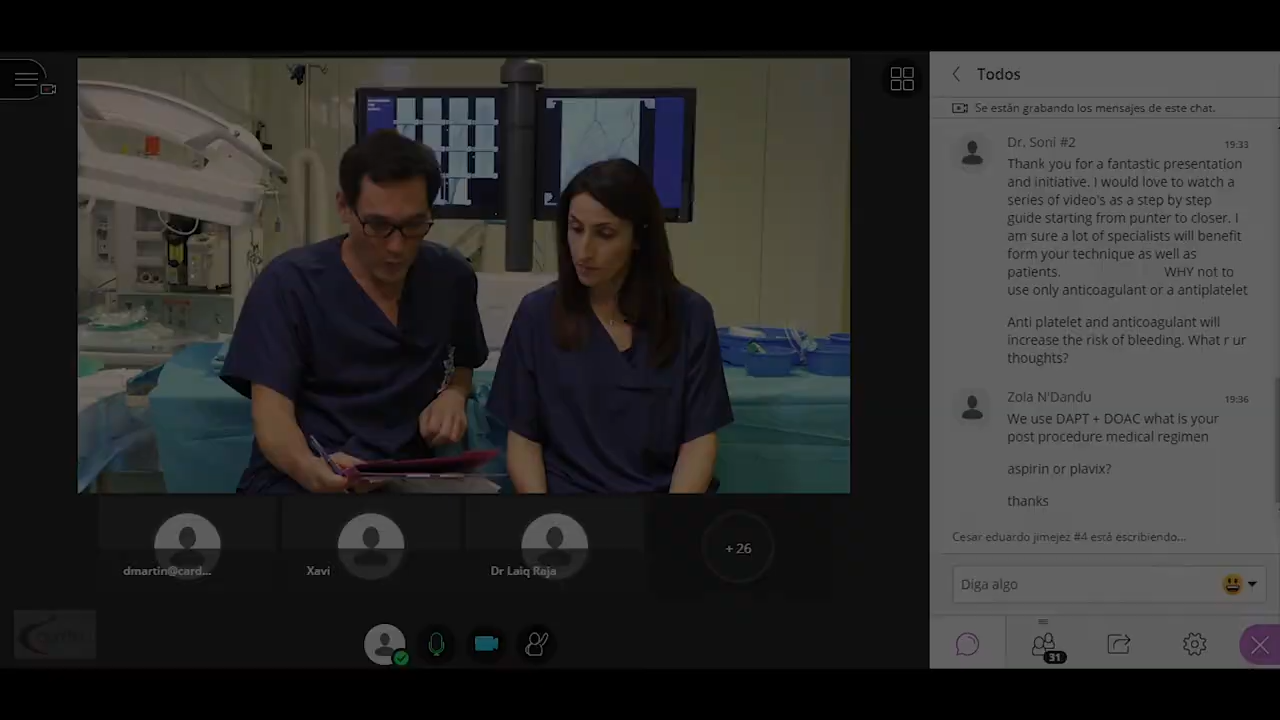 Todos
Se están grabando los mensajes de este chat.
Dr, Soni #2
19:33
Thank you for a fantastic presentation
and initiative. I would love to watch a
series of video's as a step by step
guide starting from punter to closer. I
am sure a lot of specialists will benefit
form your technique as well as
patients. WHY not to
use only anticoagulant or a antiplatelet
Anti platelet and anticoagulant will
increase the risk of bleeding. What r ur
thoughts?
Zola N'Dandu
19:36
We use DAPT + DOAC what is your
post procedure medical regimen
aspirin or plavix?
thanks
Cesar eduardo jimejez #4 está escribiendo...
Diga algo
31
dmartin@card...
Xavi
Dr Laiq Raja
+ 26